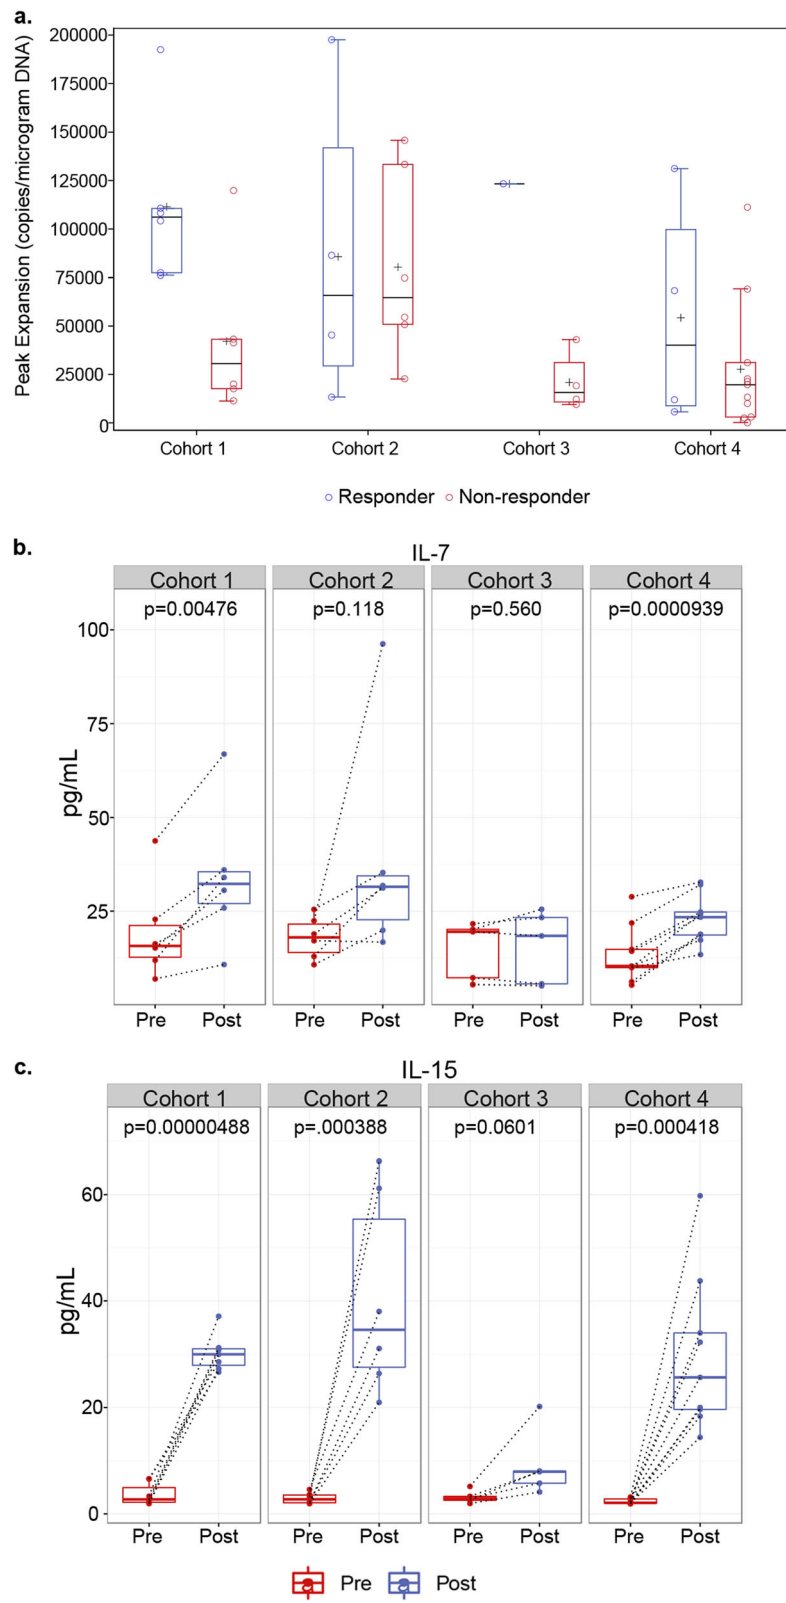 a.
Peak Expansion (copies/microgram DNA)
200000
175000
150000
125000
100000
75000
50000
25000
0
Cohort 1 Cohort 2 Cohort 3 Cohort 4
Responder Non-responder
b.
IL-7
Cohort 1 Cohort 2 Cohort 3 Cohort 4
p=0.00476 p=0.118 p=0.560 p=0.0000939
pg/mL
100
75
50
25
Pre Post Pre Post Pre Post Pre Post
c.
IL-15
Cohort 1 Cohort 2 Cohort 3 Cohort 4
p=0.00000488 p=.000388 p=0.0601 p=0.000418
pg/mL
60
40
20
0
Pre Post Pre Post Pre Post Pre Post
a Pre a Post